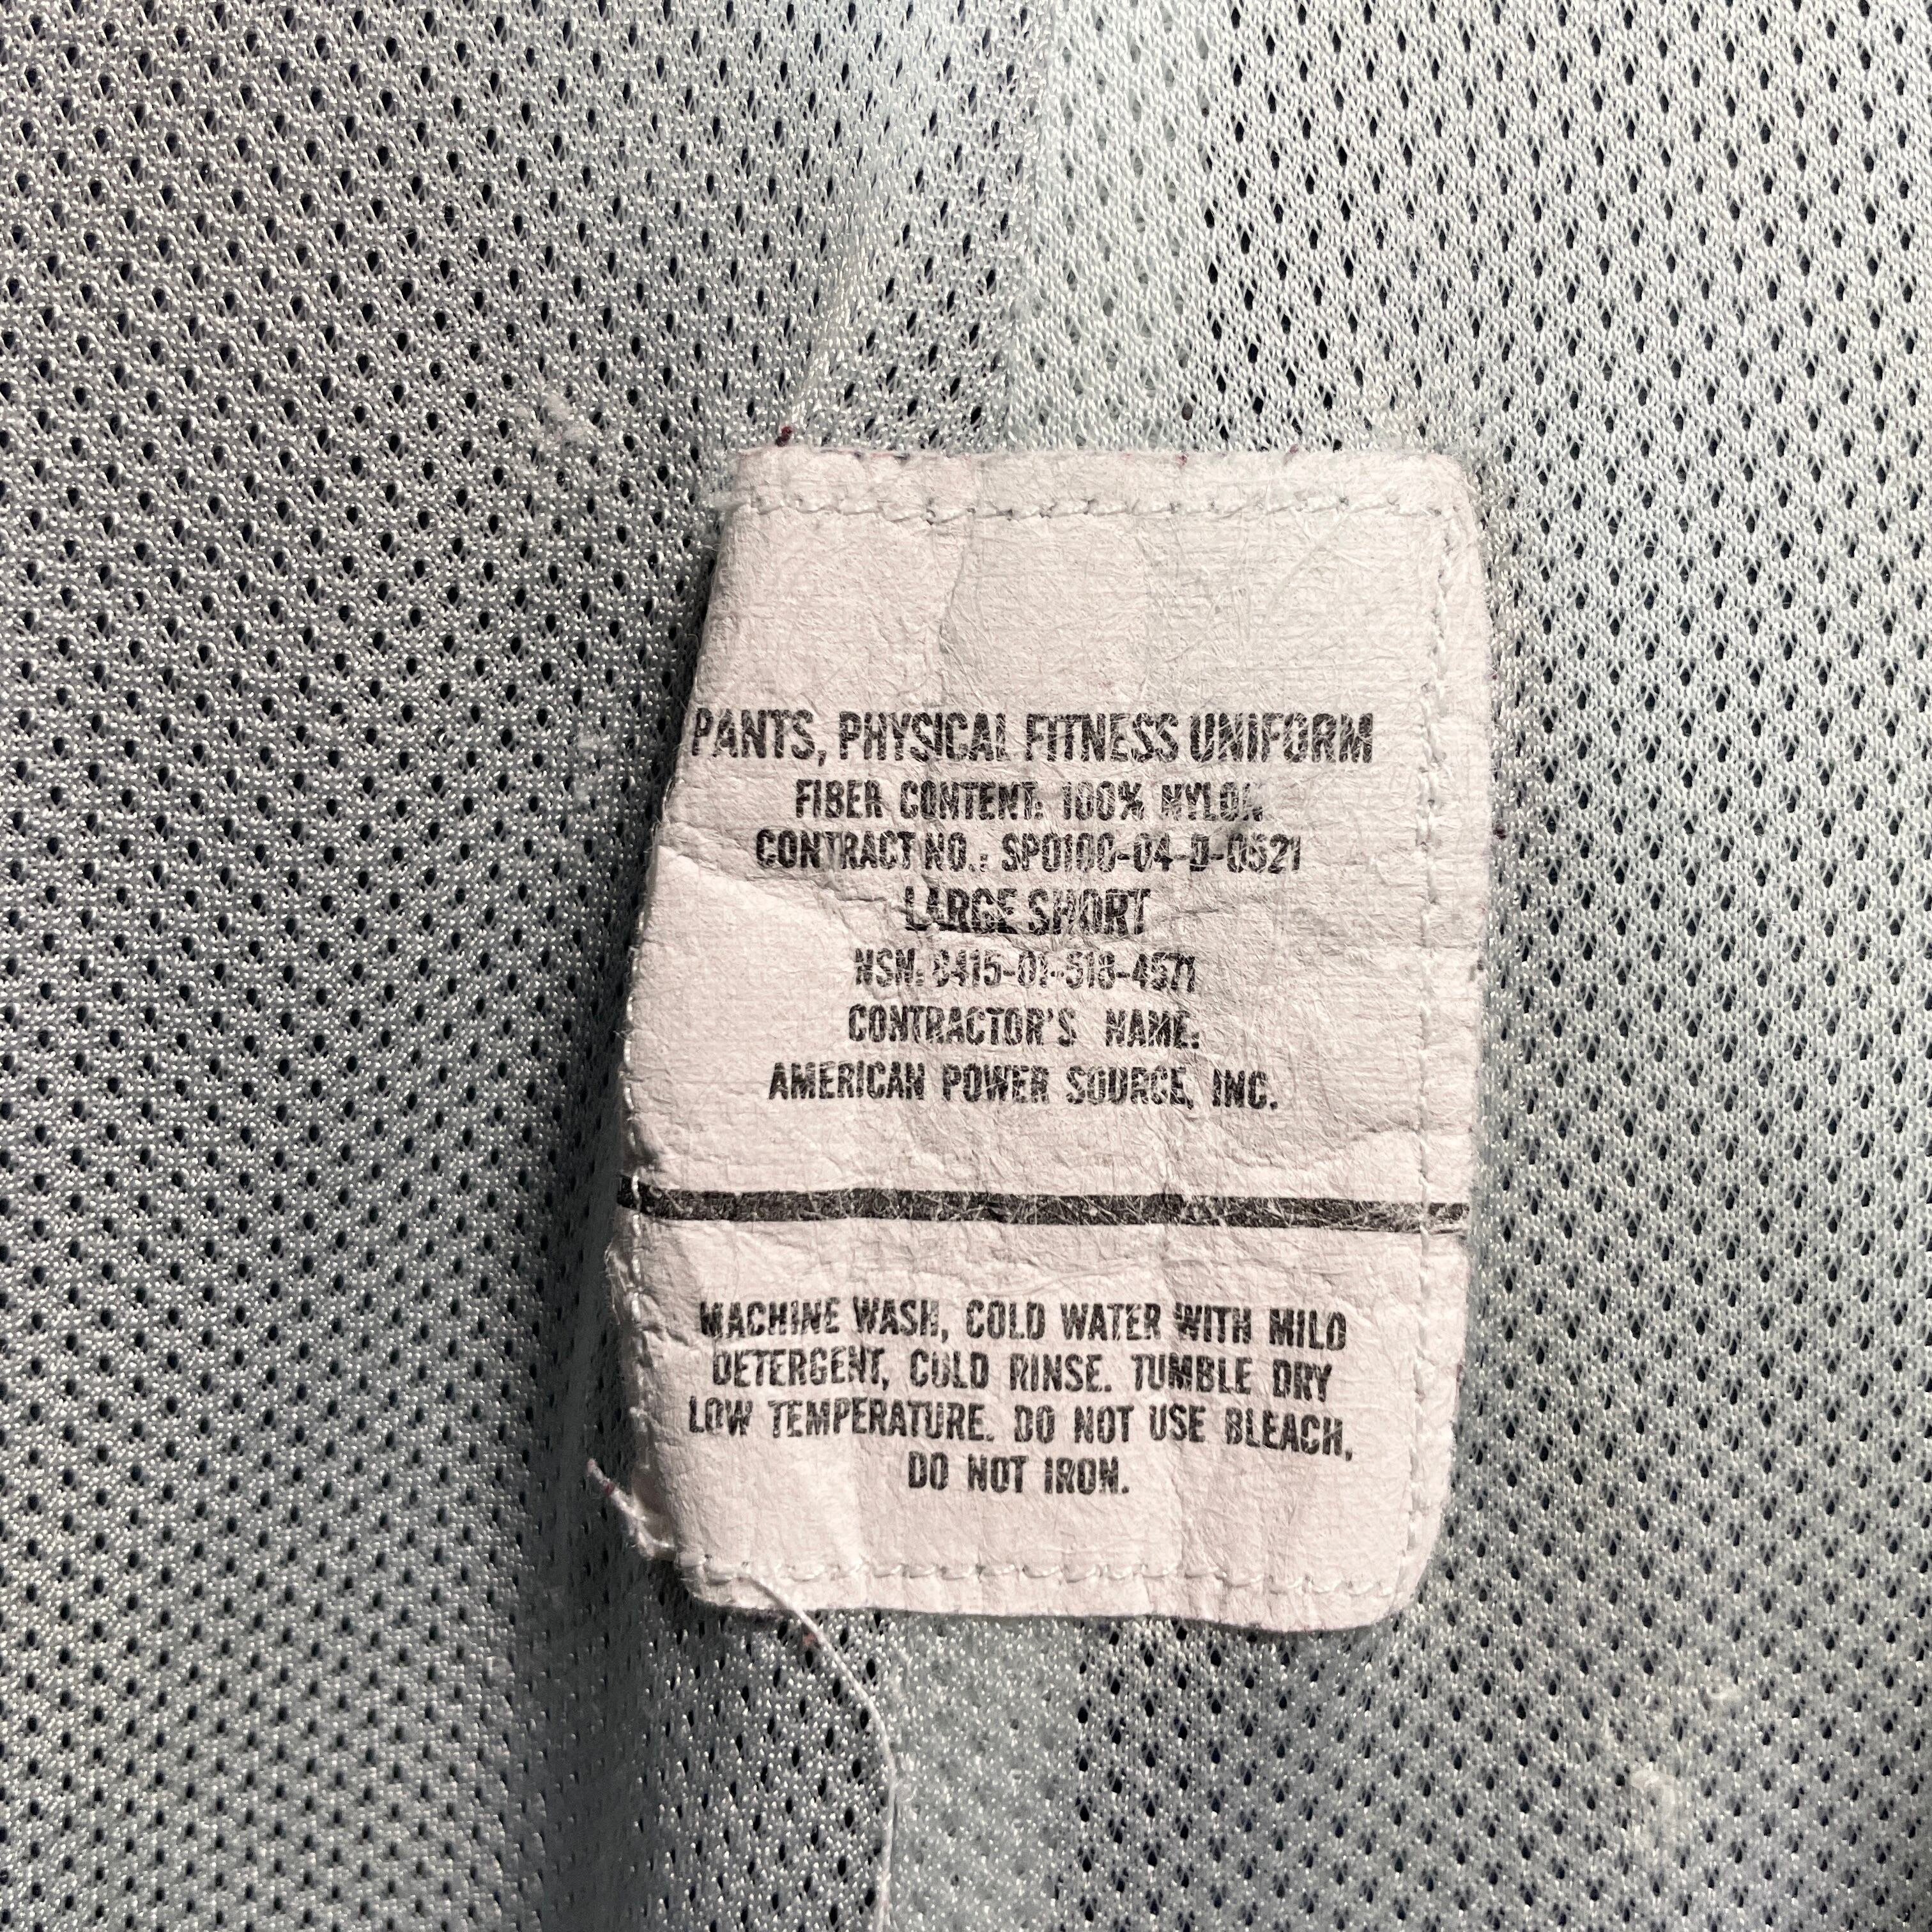 PANTS, PHYSICAL FITNESS UNIFORM
FIBER CONTENT: 100% NYLON
CONTRACT NO.: SP0100-04-D-0521
LARGE SHORT
NSN: 8415-01-518-4571
CONTRACTOR'S NAME:
AMERICAN POWER SOURCE, INC.
MACHINE WASH, COLD WATER WITH MILD
DETERGENT, COLD RINSE. TUMBLE DRY
LOW TEMPERATURE. DO NOT USE BLEACH,
DO NOT IRON.